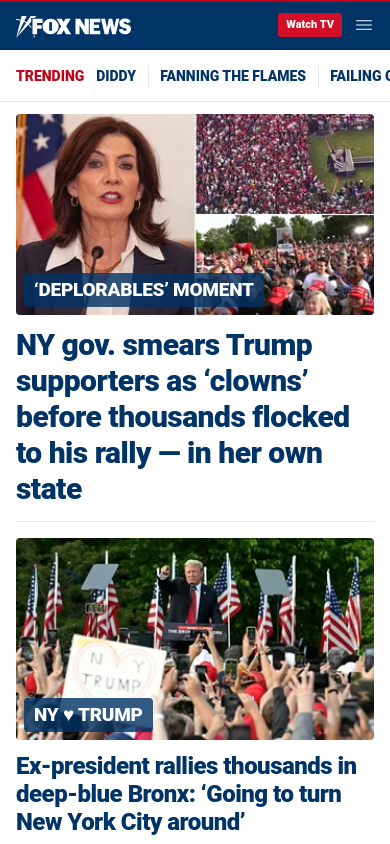 FOX NEWS
Watch TV
TRENDING DIDDY FANNING THE FLAMES FAILING
‘DEPLORABLES’ MOMENT
NY gov. smears Trump
supporters as ‘clowns’
before thousands flocked
to his rally — in her own
state
N Y
TRUMP
NY ♥ TRUMP
Ex-president rallies thousands in
deep-blue Bronx: ‘Going to turn
New York City around’